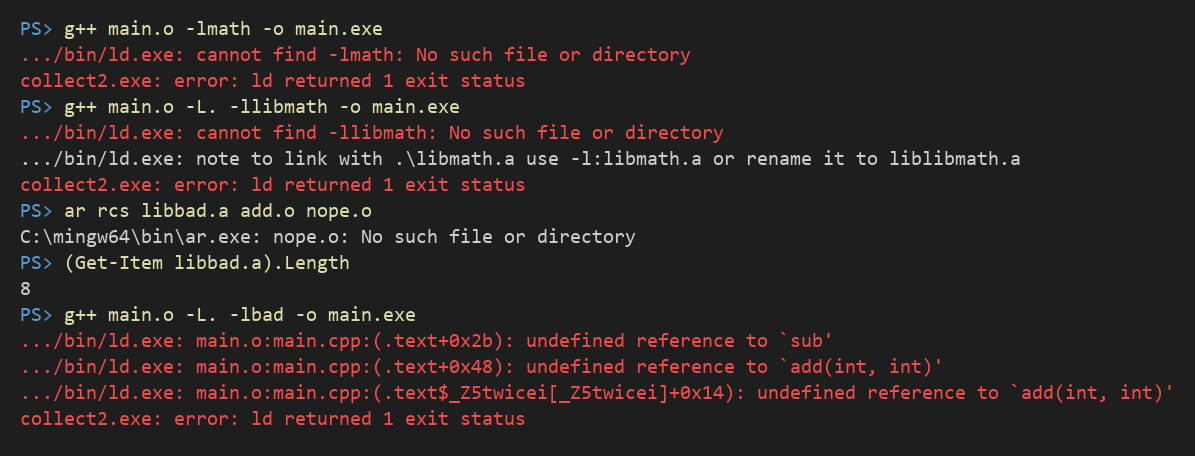 PS> g++ main.o -lmath -o main.exe
.../bin/ld.exe: cannot find -lmath: No such file or directory
collect2.exe: error: ld returned 1 exit status
PS> g++ main.o -L. -llibmath -o main.exe
.../bin/ld.exe: cannot find -llibmath: No such file or directory
.../bin/ld.exe: note to link with .\libmath.a use -l:libmath.a or rename it to liblibmath.a
collect2.exe: error: ld returned 1 exit status
PS> ar rcs libbad.a add.o nope.o
C:\mingw64\bin\ar.exe: nope.o: No such file or directory
PS> (Get-Item libbad.a).Length
8
PS> g++ main.o -L. -lbad -o main.exe
.../bin/ld.exe: main.o:main.cpp:(.text+0x2b): undefined reference to `sub'
.../bin/ld.exe: main.o:main.cpp:(.text+0x48): undefined reference to `add(int, int)'
.../bin/ld.exe: main.o:main.cpp:(.text$_Z5twicei[_Z5twicei]+0x14): undefined reference to `add(int, int)'
collect2.exe: error: ld returned 1 exit status